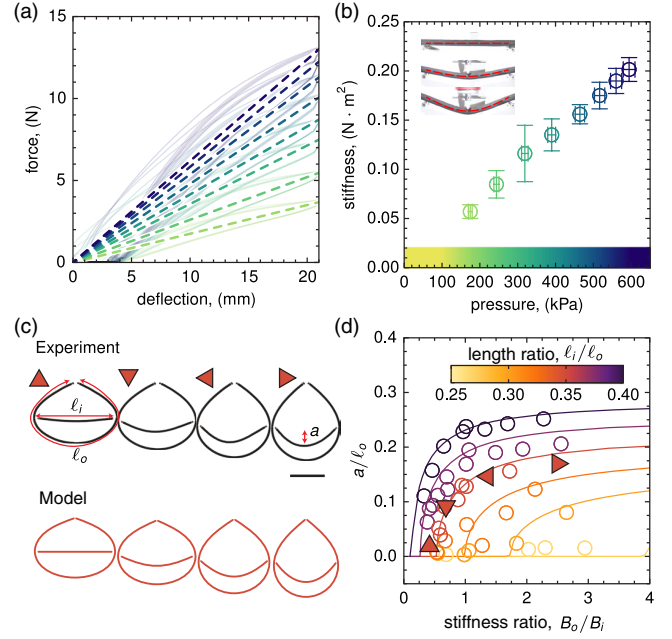 (a)
15
10
5
0
force, (N)
0
5
10
15
20
deflection, (mm)
(b)
0.25
0.20
0.15
0.10
0.05
0.00
stiffness, (N · m²)
0
100
200
300
400
500
600
pressure, (kPa)
(c)
Experiment
ℓᵢ
ℓₒ
a
Model
(d)
length ratio, ℓᵢ/ℓₒ
0.25
0.30
0.35
0.40
0.4
0.3
0.2
0.1
0.0
a/ℓₒ
0
1
2
3
4
stiffness ratio, Bₒ/Bᵢ